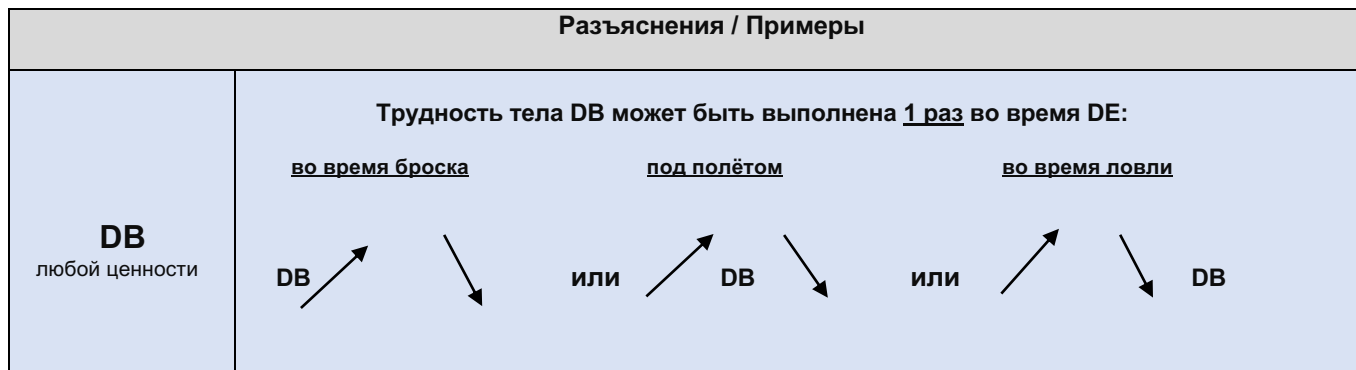 Разъяснения / Примеры
DB
любой ценности
Трудность тела DB может быть выполнена 1 раз во время DE:
во время броска под полётом во время ловли
DB или DB или DB